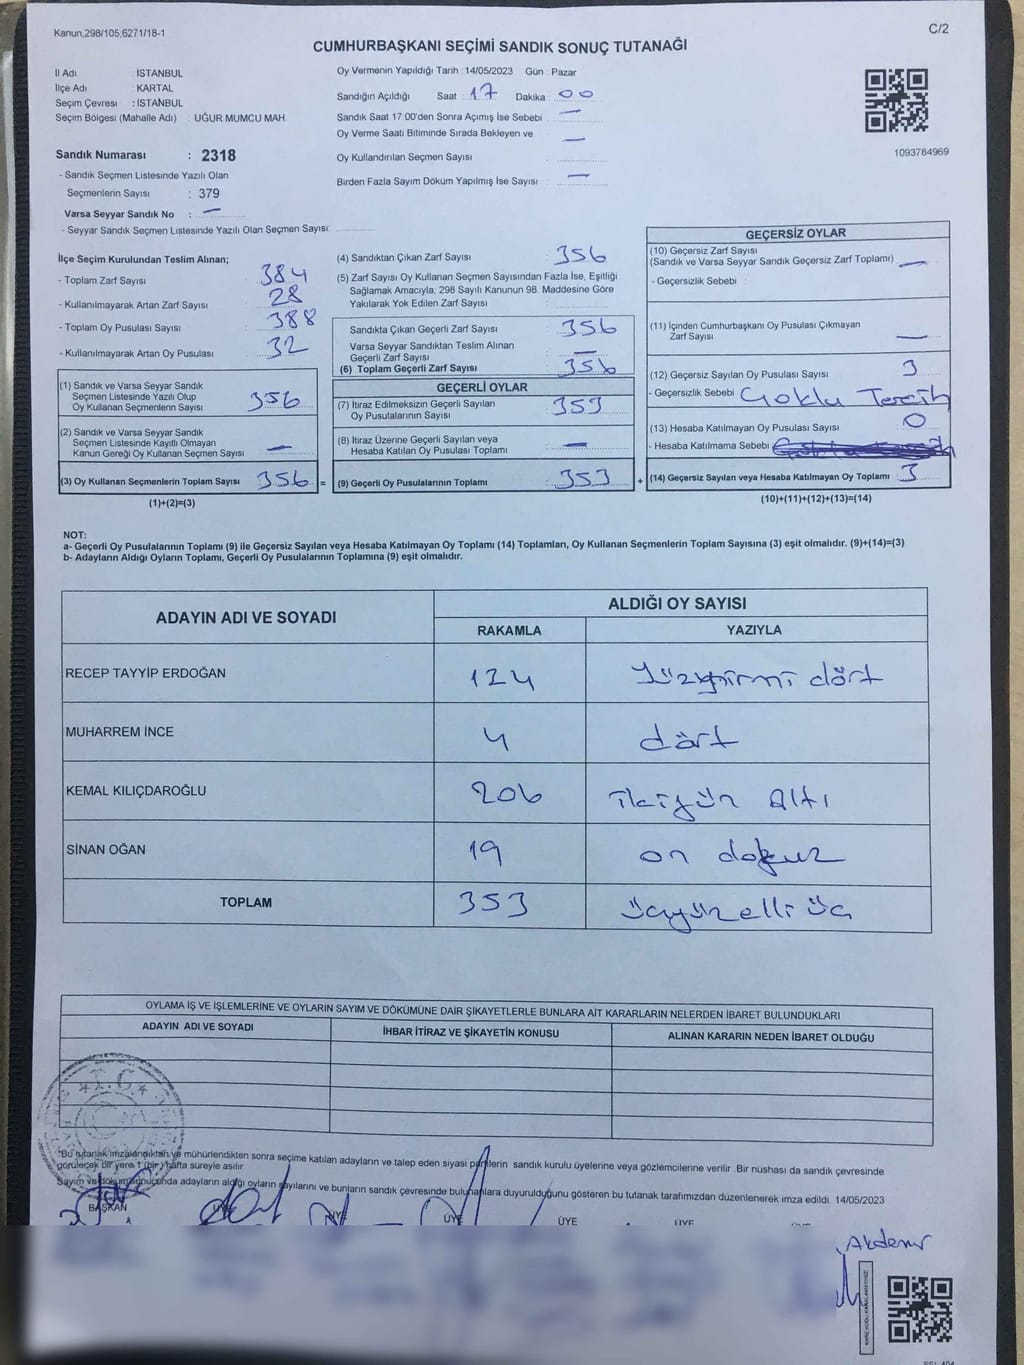 Kanun,298/105,6271/18-1
C/2
CUMHURBAŞKANI SEÇİMİ SANDIK SONUÇ TUTANAĞI
İl Adı : İSTANBUL
İlçe Adı : KARTAL
Seçim Çevresi : İSTANBUL
Seçim Bölgesi (Mahalle Adı) : UĞUR MUMCU MAH.
Sandık Numarası : 2318
- Sandık Seçmen Listesinde Yazılı Olan
Seçmenlerin Sayısı : 379
Varsa Seyyar Sandık No : —
- Seyyar Sandık Seçmen Listesinde Yazılı Olan Seçmen Sayısı:
Oy Vermenin Yapıldığı Tarih : 14/05/2023 Gün : Pazar
Sandığın Açıldığı Saat : 17 Dakika : 00
Sandık Saat 17:00'den Sonra Açımış İse Sebebi : —
Oy Verme Saati Bitiminde Sırada Bekleyen ve —
Oy Kullandırılan Seçmen Sayısı :
Birden Fazla Sayım Döküm Yapılmış İse Sayısı : —
1093784969
İlçe Seçim Kurulundan Teslim Alınan;
- Toplam Zarf Sayısı : 384
- Kullanılmayarak Artan Zarf Sayısı : 28
- Toplam Oy Pusulası Sayısı : 388
- Kullanılmayarak Artan Oy Pusulası : 32
(1) Sandık ve Varsa Seyyar Sandık
Seçmen Listesinde Yazılı Olup
Oy Kullanan Seçmenlerin Sayısı : 356
(2) Sandık ve Varsa Seyyar Sandık
Seçmen Listesinde Kayıtlı Olmayan
Kanun Gereği Oy Kullanan Seçmen Sayısı : —
(3) Oy Kullanan Seçmenlerin Toplam Sayısı : 356 =
(1)+(2)=(3)
(4) Sandıktan Çıkan Zarf Sayısı : 356
(5) Zarf Sayısı Oy Kullanan Seçmen Sayısından Fazla İse, Eşitliği
Sağlamak Amacıyla, 298 Sayılı Kanunun 98. Maddesine Göre
Yakılarak Yok Edilen Zarf Sayısı :
Sandıkta Çıkan Geçerli Zarf Sayısı : 356
Varsa Seyyar Sandıktan Teslim Alınan
Geçerli Zarf Sayısı : —
(6) Toplam Geçerli Zarf Sayısı : 356
GEÇERLİ OYLAR
(7) İtiraz Edilmeksizin Geçerli Sayılan
Oy Pusulalarının Sayısı : 353
(8) İtiraz Üzerine Geçerli Sayılan veya
Hesaba Katılan Oy Pusulası Toplamı : —
(9) Geçerli Oy Pusulalarının Toplamı : 353 +
GEÇERSİZ OYLAR
(10) Geçersiz Zarf Sayısı
(Sandık ve Varsa Seyyar Sandık Geçersiz Zarf Toplamı) : —
- Geçersizlik Sebebi :
(11) İçinden Cumhurbaşkanı Oy Pusulası Çıkmayan
Zarf Sayısı : —
(12) Geçersiz Sayılan Oy Pusulası Sayısı : 3
- Geçersizlik Sebebi : Çoklu Tercih
(13) Hesaba Katılmayan Oy Pusulası Sayısı : 0
- Hesaba Katılmama Sebebi :
(14) Geçersiz Sayılan veya Hesaba Katılmayan Oy Toplamı : 3
(10)+(11)+(12)+(13)=(14)
NOT:
a- Geçerli Oy Pusulalarının Toplamı (9) ile Geçersiz Sayılan veya Hesaba Katılmayan Oy Toplamı (14) Toplamları, Oy Kullanan Seçmenlerin Toplam Sayısına (3) eşit olmalıdır. (9)+(14)=(3)
b- Adayların Aldığı Oyların Toplamı, Geçerli Oy Pusulalarının Toplamına (9) eşit olmalıdır.
ADAYIN ADI VE SOYADI ALDIĞI OY SAYISI
RAKAMLA YAZIYLA
RECEP TAYYİP ERDOĞAN 124 Yüzyirmi dört
MUHARREM İNCE 4 dört
KEMAL KILIÇDAROĞLU 206 ikiyüz Altı
SİNAN OĞAN 19 on dokuz
TOPLAM 353 üçyüzelli üç
OYLAMA İŞ VE İŞLEMLERİNE VE OYLARIN SAYIM VE DÖKÜMÜNE DAİR ŞİKAYETLERLE BUNLARA AİT KARARLARIN NELERDEN İBARET BULUNDUKLARI
ADAYIN ADI VE SOYADI İHBAR İTİRAZ VE ŞİKAYETİN KONUSU ALINAN KARARIN NEDEN İBARET OLDUĞU
T.C
*Bu tutanak imzalandıktan ve mühürlendikten sonra seçime katılan adayların ve talep eden siyasi partilerin sandık kurulu üyelerine veya gözlemcilerine verilir Bir nüshası da sandık çevresinde
görülecek bir yere 1 (bir) hafta süreyle asılır.
Sayım ve döküm sonucunda adayların aldığı oyların sayılarını ve bunların sandık çevresinde bulunanlara duyurulduğunu gösteren bu tutanak tarafımızdan düzenlenerek imza edildi. 14/05/2023
BAŞKAN ÜYE ÜYE ÜYE ÜYE ÜYE
Akdemir